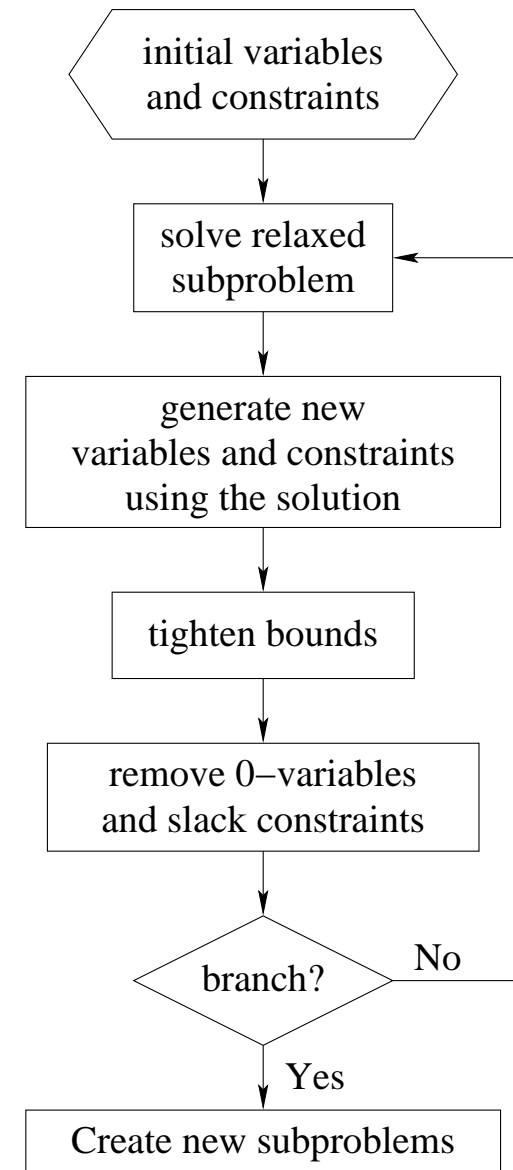 initial variables
and constraints
solve relaxed
subproblem
generate new
variables and constraints
using the solution
tighten bounds
remove 0−variables
and slack constraints
branch?
No
Yes
Create new subproblems